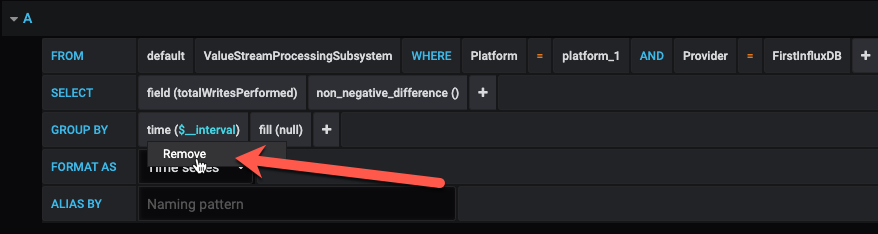 A
FROM default ValueStreamProcessingSubsystem WHERE Platform = platform_1 AND Provider = FirstInfluxDB +
SELECT field (totalWritesPerformed) non_negative_difference () +
GROUP BY time ($__interval) fill (null) +
Remove
FORMAT AS Time series
ALIAS BY Naming pattern